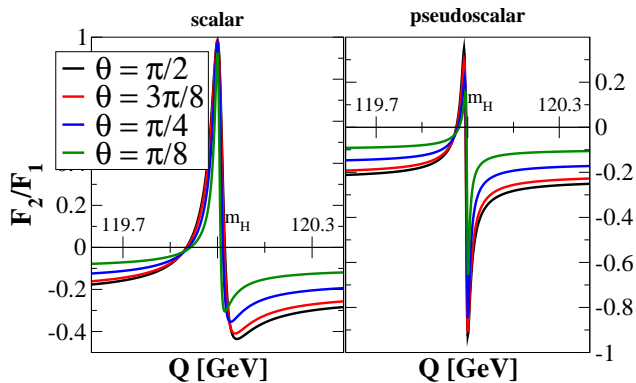 scalar
pseudoscalar
θ = π/2
θ = 3π/8
θ = π/4
θ = π/8
F₂/F₁
1
0.2
0
-0.2
-0.4
119.7
m_H
120.3
Q [GeV]
119.7
m_H
120.3
0.4
0.2
0
-0.2
-0.4
-0.6
-0.8
-1
Q [GeV]